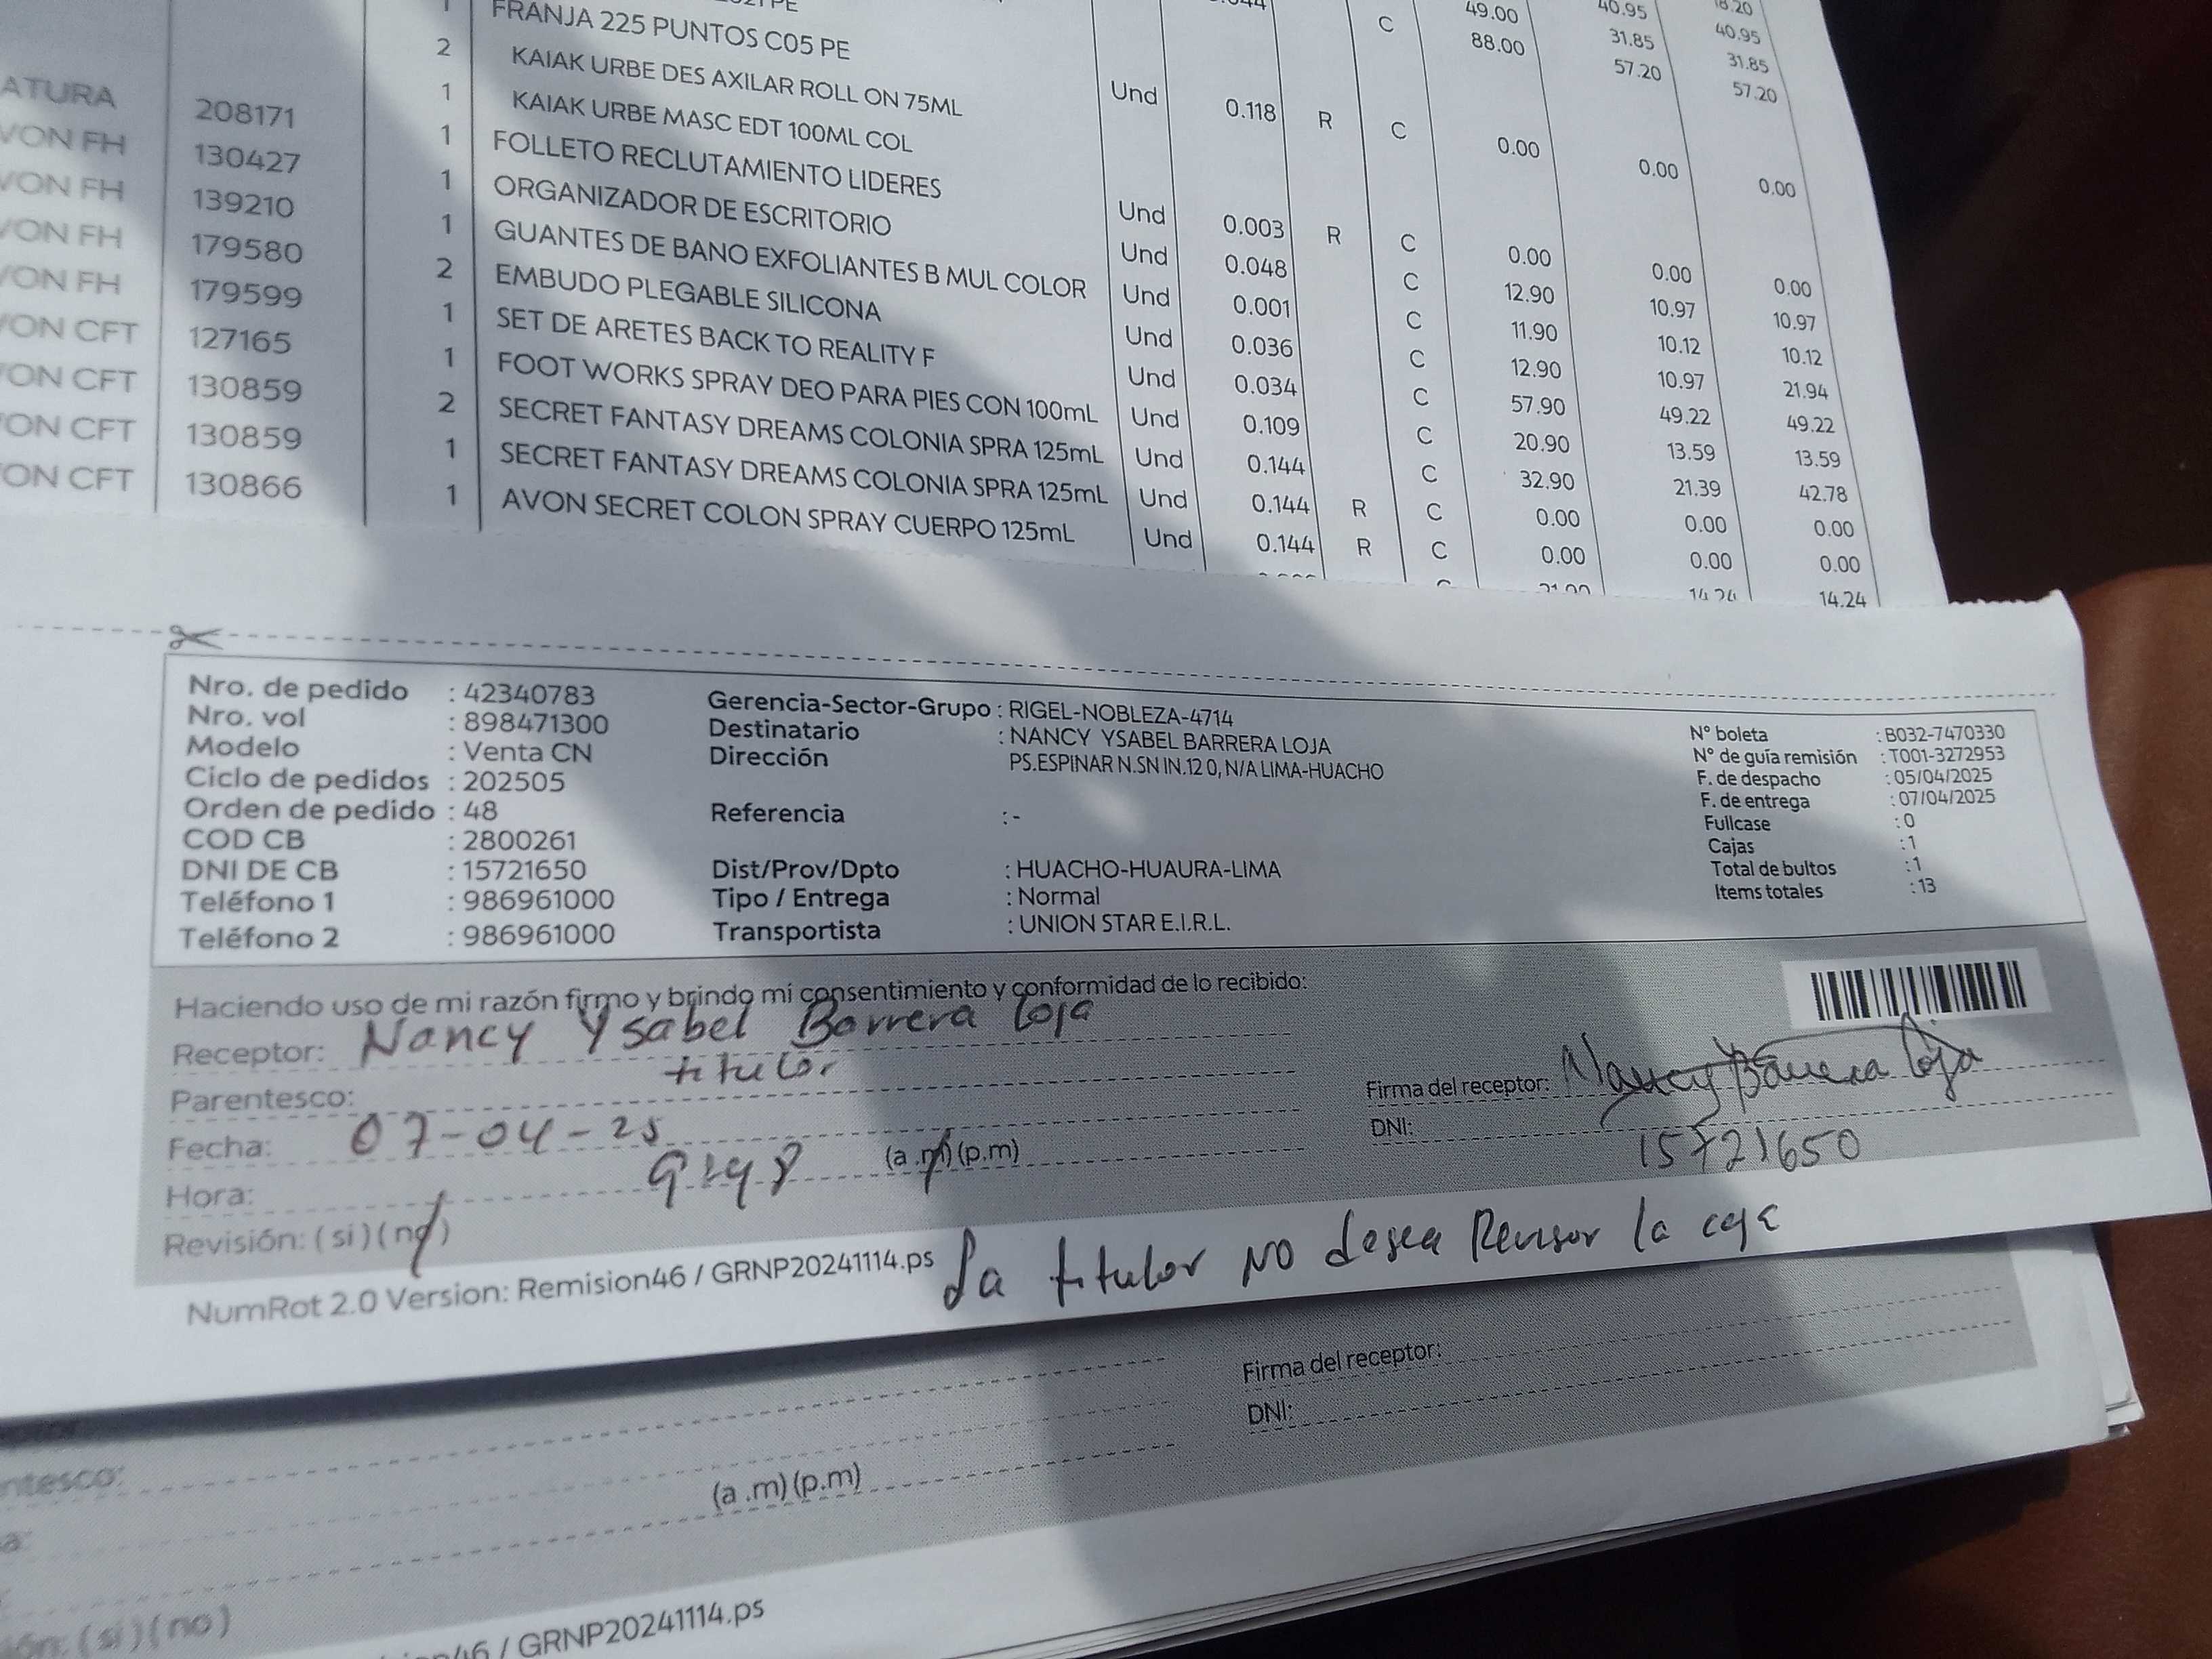 FRANJA 225 PUNTOS C05 PE C 49.00 40.95 40.95
2 KAIAK URBE DES AXILAR ROLL ON 75ML 88.00 31.85 31.85
ATURA 208171 1 KAIAK URBE MASC EDT 100ML COL Und 0.118 R C 57.20 57.20
VON FH 130427 1 FOLLETO RECLUTAMIENTO LIDERES 0.00 0.00 0.00
VON FH 139210 1 ORGANIZADOR DE ESCRITORIO Und 0.003 R C 0.00 0.00 0.00
VON FH 179580 1 GUANTES DE BANO EXFOLIANTES B MUL COLOR Und 0.048 C 12.90 10.97 10.97
VON FH 179599 2 EMBUDO PLEGABLE SILICONA Und 0.001 C 11.90 10.12 10.12
VON CFT 127165 1 SET DE ARETES BACK TO REALITY F Und 0.036 C 12.90 10.97 21.94
ON CFT 130859 1 FOOT WORKS SPRAY DEO PARA PIES CON 100mL Und 0.034 C 57.90 49.22 49.22
ON CFT 130859 2 SECRET FANTASY DREAMS COLONIA SPRA 125mL Und 0.109 C 20.90 13.59 13.59
ON CFT 130866 1 SECRET FANTASY DREAMS COLONIA SPRA 125mL Und 0.144 C 32.90 21.39 42.78
1 AVON SECRET COLON SPRAY CUERPO 125mL Und 0.144 R C 0.00 0.00 0.00
Und 0.144 R C 0.00 0.00 0.00
14.24 14.24
Nro. de pedido : 42340783 Gerencia-Sector-Grupo : RIGEL-NOBLEZA-4714 N° boleta : B032-7470330
Nro. vol : 898471300 Destinatario : NANCY YSABEL BARRERA LOJA N° de guía remisión : T001-3272953
Modelo : Venta CN Dirección PS.ESPINAR N.SN IN.12 0, N/A LIMA-HUACHO F. de despacho : 05/04/2025
Ciclo de pedidos : 202505 F. de entrega : 07/04/2025
Orden de pedido : 48 Referencia : - Fullcase : 0
COD CB : 2800261 Cajas : 1
DNI DE CB : 15721650 Dist/Prov/Dpto : HUACHO-HUAURA-LIMA Total de bultos : 1
Teléfono 1 : 986961000 Tipo / Entrega : Normal Items totales : 13
Teléfono 2 : 986961000 Transportista : UNION STAR E.I.R.L.
Haciendo uso de mi razón firmo y brindo mi consentimiento y conformidad de lo recibido:
Receptor: Nancy Ysabel Barrera Loja
Parentesco: titular Firma del receptor: Nancy Barrera Loja
Fecha: 07-04-25 DNI: 15721650
Hora: 9:48 (a.m) (p.m)
Revisión: (si) (no)
NumRot 2.0 Version: Remision46 / GRNP20241114.ps La titular NO desea Revisar la caja
Firma del receptor:
ntesco: DNI:
a: (a .m) (p.m)
ión: (si) (no)
on46 / GRNP20241114.ps